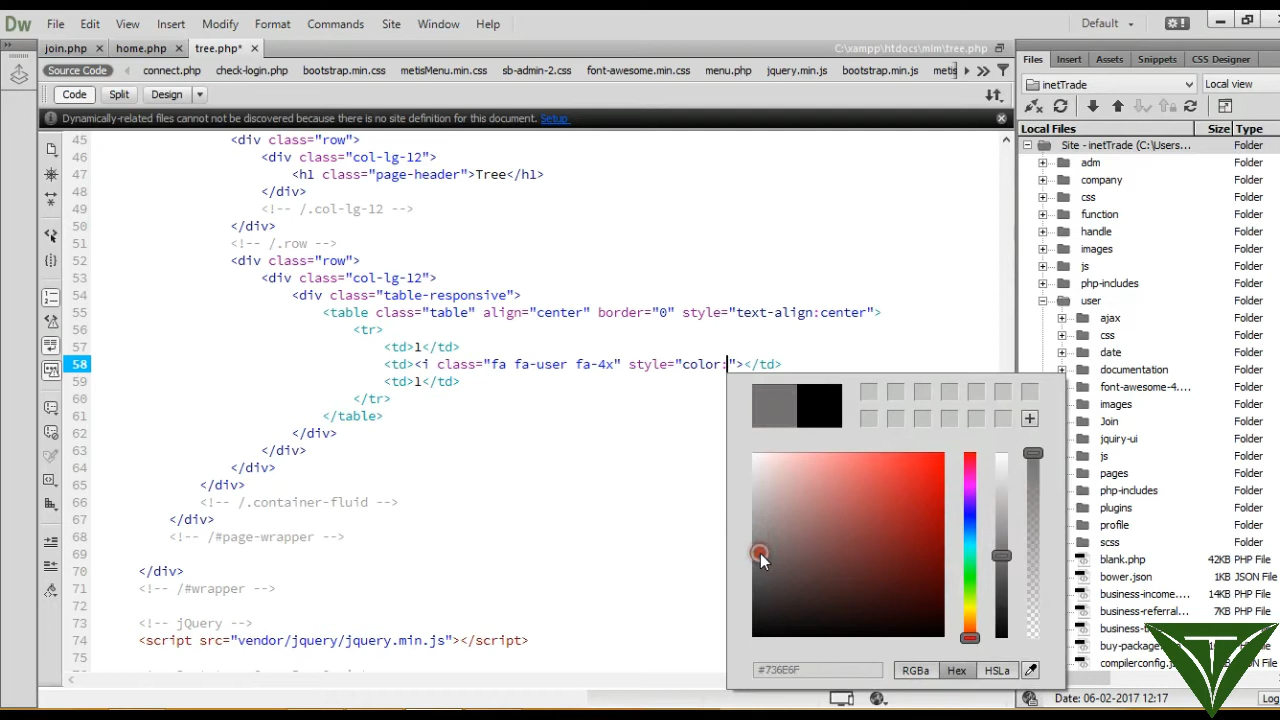 Dw File Edit View Insert Modify Format Commands Site Window Help Default
join.php × home.php × tree.php* × C:\xampp\htdocs\mlm\tree.php
Source Code connect.php check-login.php bootstrap.min.css metisMenu.min.css sb-admin-2.css font-awesome.min.css menu.php jquery.min.js bootstrap.min.js metis
Code Split Design
Dynamically-related files cannot not be discovered because there is no site definition for this document. Setup
45 <div class="row">
46 <div class="col-lg-12">
47 <h1 class="page-header">Tree</h1>
48 </div>
49 <!-- /.col-lg-12 -->
50 </div>
51 <!-- /.row -->
52 <div class="row">
53 <div class="col-lg-12">
54 <div class="table-responsive">
55 <table class="table" align="center" border="0" style="text-align:center">
56 <tr>
57 <td>1</td>
58 <td><i class="fa fa-user fa-4x" style="color:"></td>
59 <td>1</td>
60 </tr>
61 </table>
62 </div>
63 </div>
64 </div>
65 </div>
66 <!-- /.container-fluid -->
67 </div>
68 <!-- /#page-wrapper -->
69
70 </div>
71 <!-- /#wrapper -->
72
73 <!-- jQuery -->
74 <script src="vendor/jquery/jquery.min.js"></script>
75
#736E6F RGBa Hex HSLa
Files Insert Assets Snippets CSS Designer
inetTrade Local view
Local Files Size Type
Site - inetTrade (C:\Users... Folder
adm Folder
company Folder
css Folder
function Folder
handle Folder
images Folder
js Folder
php-includes Folder
user Folder
ajax Folder
css Folder
date Folder
documentation Folder
font-awesome-4.... Folder
images Folder
Join Folder
jquiry-ui Folder
js Folder
pages Folder
php-includes Folder
plugins Folder
profile Folder
scss Folder
blank.php 42KB PHP File
bower.json 1KB JSON File
business-income.... 14KB PHP File
business-referral... 7KB PHP File
business-b
buy-package
compilerconfig.j
Date: 06-02-2017 12:17 Log